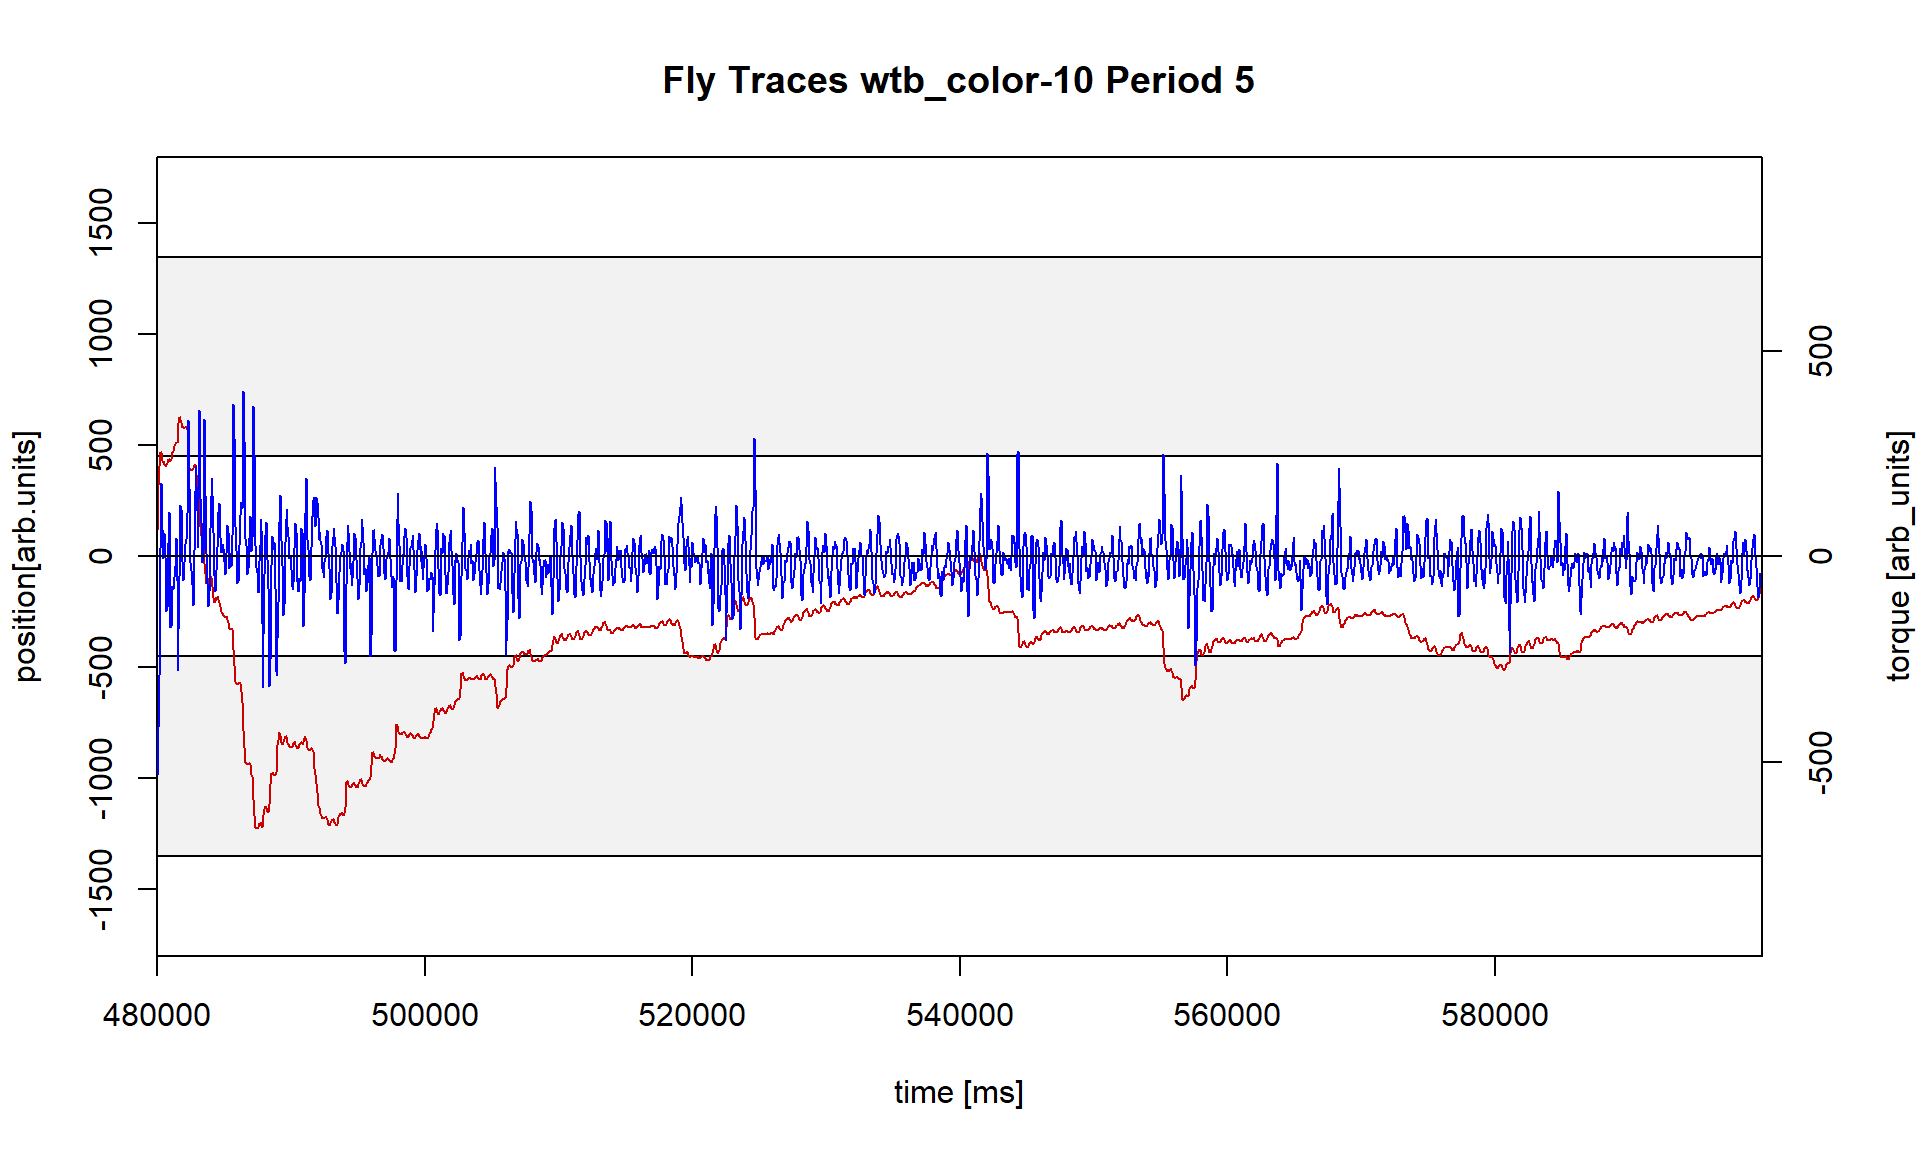 Fly Traces wtb_color-10 Period 5
position[arb.units]
1500
1000
500
0
-500
-1000
-1500
500
0
-500
torque [arb_units]
480000 500000 520000 540000 560000 580000
time [ms]